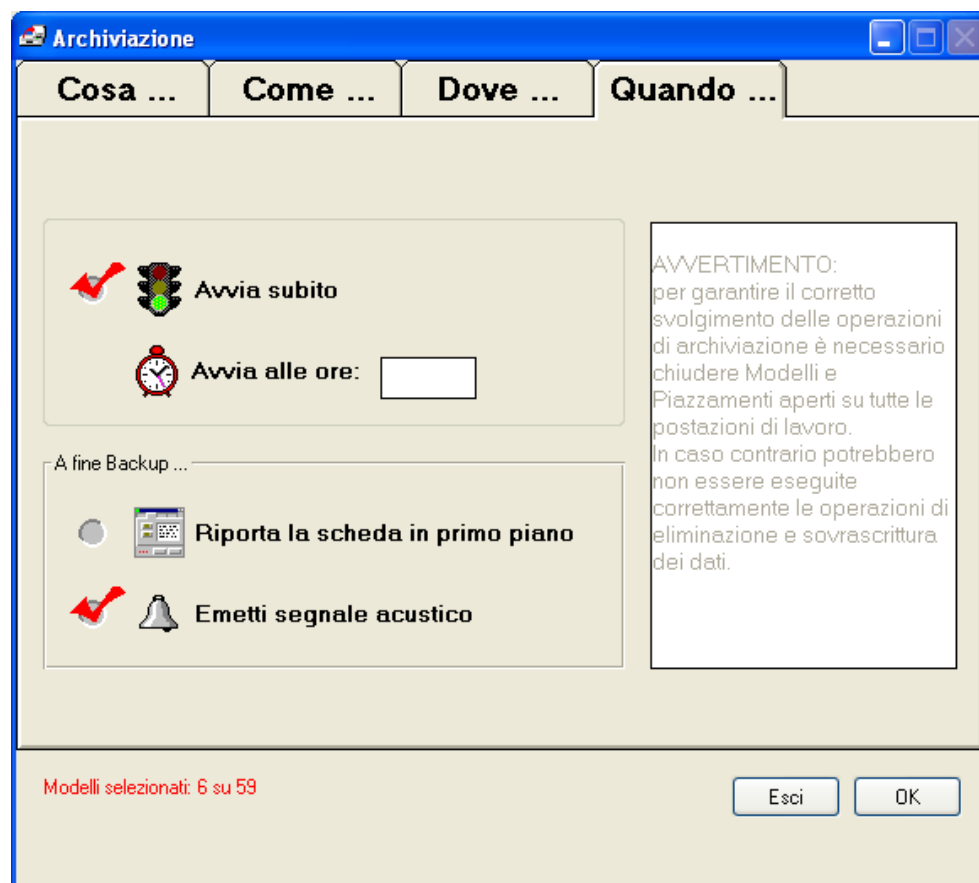 Archiviazione
Cosa ...
Come ...
Dove ...
Quando ...
Avvia subito
Avvia alle ore:
A fine Backup ...
Riporta la scheda in primo piano
Emetti segnale acustico
AVVERTIMENTO:
per garantire il corretto
svolgimento delle operazioni
di archiviazione è necessario
chiudere Modelli e
Piazzamenti aperti su tutte le
postazioni di lavoro.
In caso contrario potrebbero
non essere eseguite
correttamente le operazioni di
eliminazione e sovrascrittura
dei dati.
Modelli selezionati: 6 su 59
Esci
OK